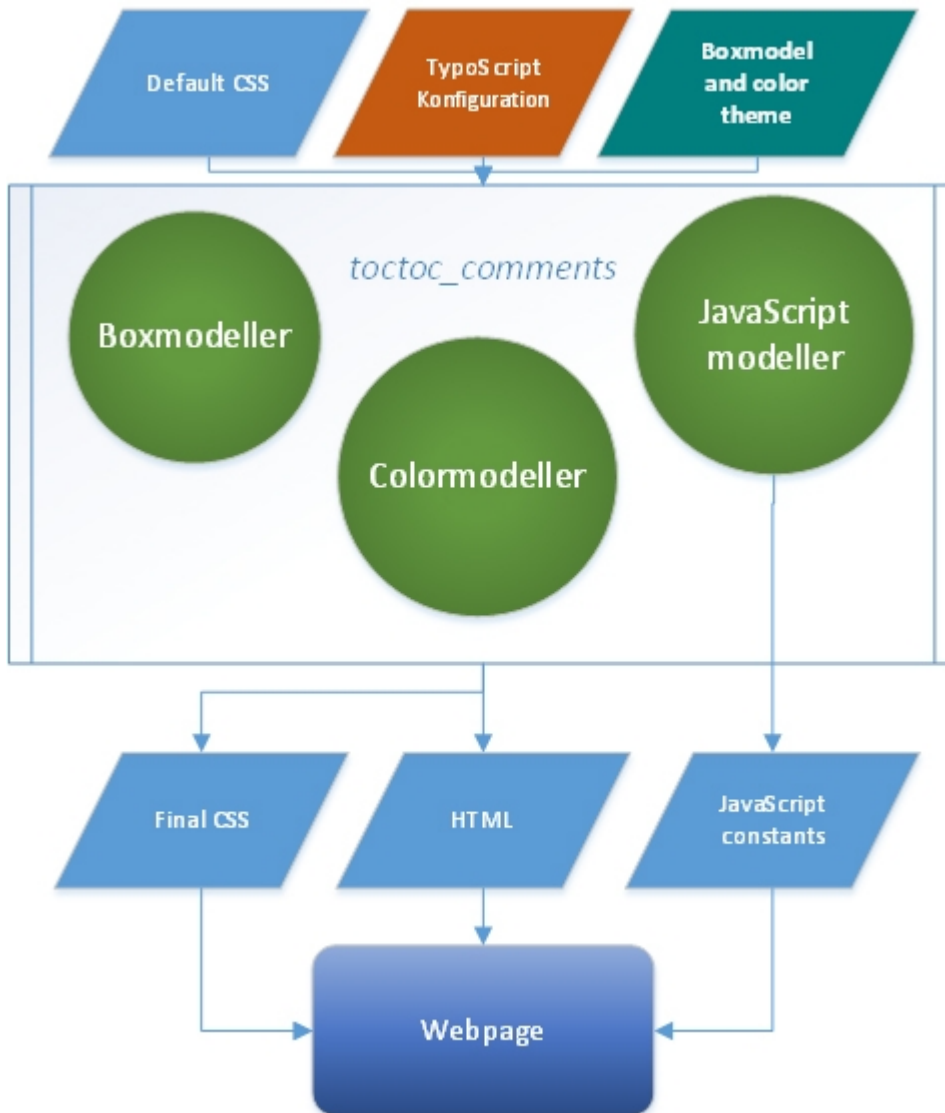 Default CSS
TypoScript
Konfiguration
Boxmodel
and color
theme
toctoc_comments
Boxmodeller
JavaScript
modeller
Colormodeller
Final CSS
HTML
JavaScript
constants
Webpage